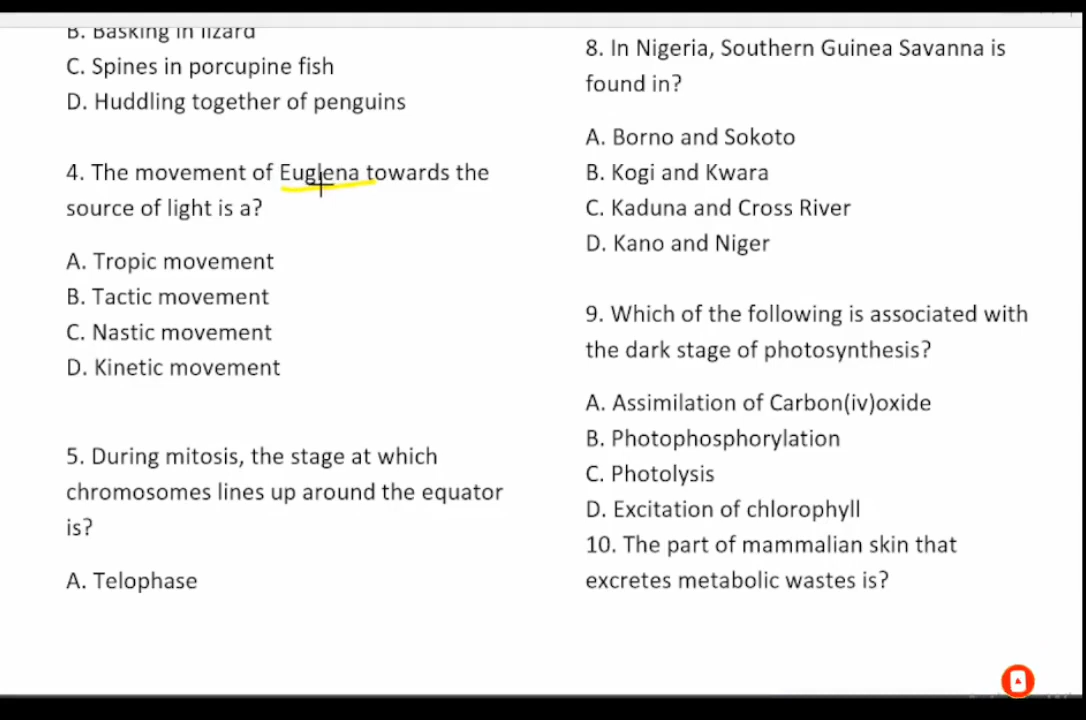 B. Basking in lizard
C. Spines in porcupine fish
D. Huddling together of penguins
4. The movement of Euglena towards the
source of light is a?
A. Tropic movement
B. Tactic movement
C. Nastic movement
D. Kinetic movement
5. During mitosis, the stage at which
chromosomes lines up around the equator
is?
A. Telophase
8. In Nigeria, Southern Guinea Savanna is
found in?
A. Borno and Sokoto
B. Kogi and Kwara
C. Kaduna and Cross River
D. Kano and Niger
9. Which of the following is associated with
the dark stage of photosynthesis?
A. Assimilation of Carbon(iv)oxide
B. Photophosphorylation
C. Photolysis
D. Excitation of chlorophyll
10. The part of mammalian skin that
excretes metabolic wastes is?